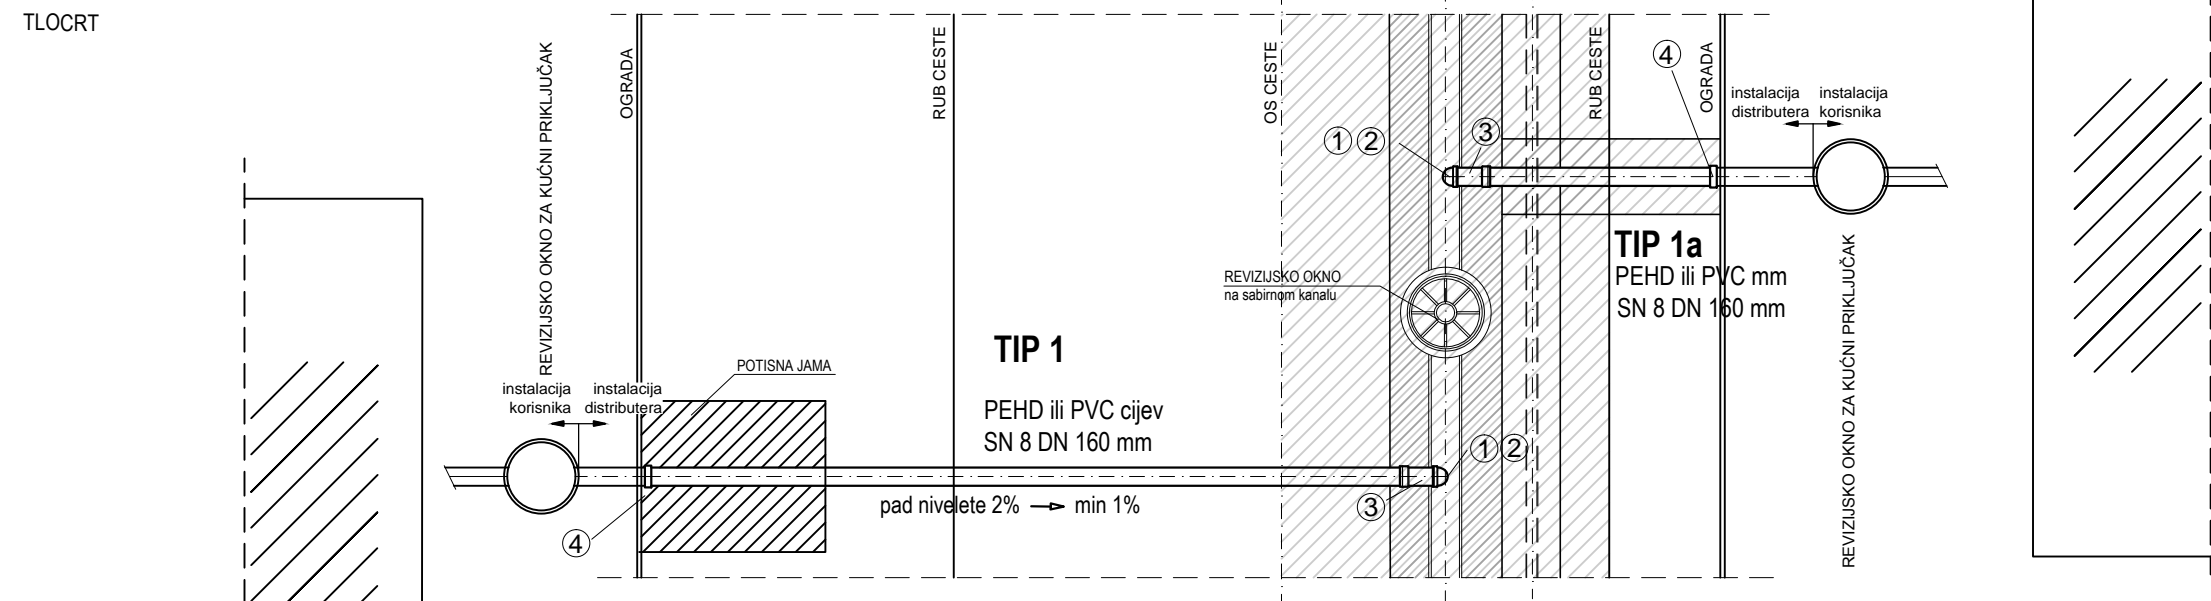 TLOCRT
REVIZIJSKO OKNO ZA KUĆNI PRIKLJUČAK
OGRADA
RUB CESTE
OS CESTE
RUB CESTE
OGRADA
4
instalacija
distributera
instalacija
korisnika
1 2
3
TIP 1a
PEHD ili PVC mm
SN 8 DN 160 mm
REVIZIJSKO OKNO ZA KUĆNI PRIKLJUČAK
REVIZIJSKO OKNO
na sabirnom kanalu
TIP 1
PEHD ili PVC cijev
SN 8 DN 160 mm
POTISNA JAMA
instalacija
korisnika
instalacija
distributera
1 2
3
pad nivelete 2% → min 1%
4